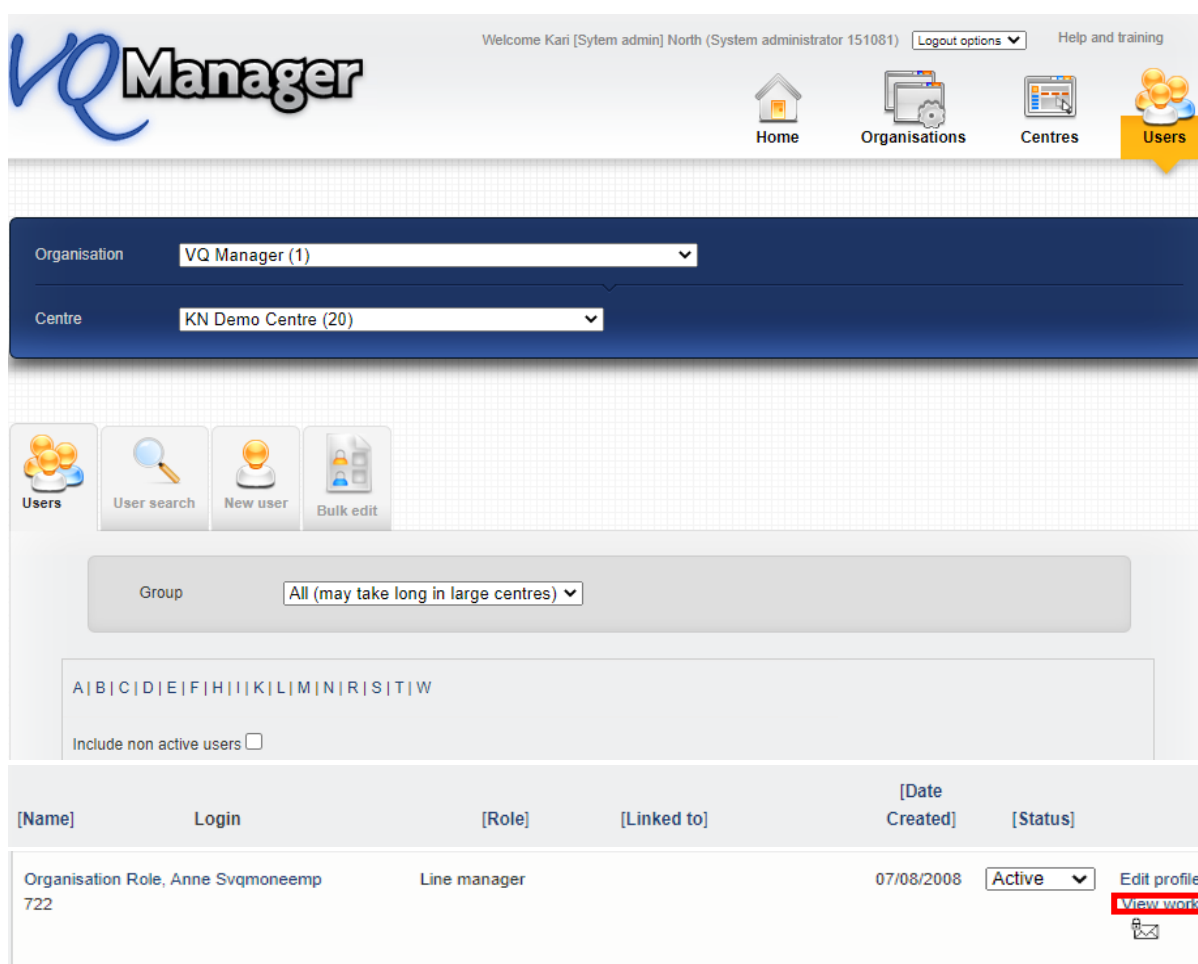 VQManager
Welcome Kari [Sytem admin] North (System administrator 151081) Logout options Help and training
Home Organisations Centres Users
Organisation VQ Manager (1)
Centre KN Demo Centre (20)
Users User search New user Bulk edit
Group All (may take long in large centres)
A|B|C|D|E|F|H|I|K|L|M|N|R|S|T|W
Include non active users
[Date
[Name] Login [Role] [Linked to] Created] [Status]
Organisation Role, Anne Svqmoneemp Line manager 07/08/2008 Active Edit profile
722 View work